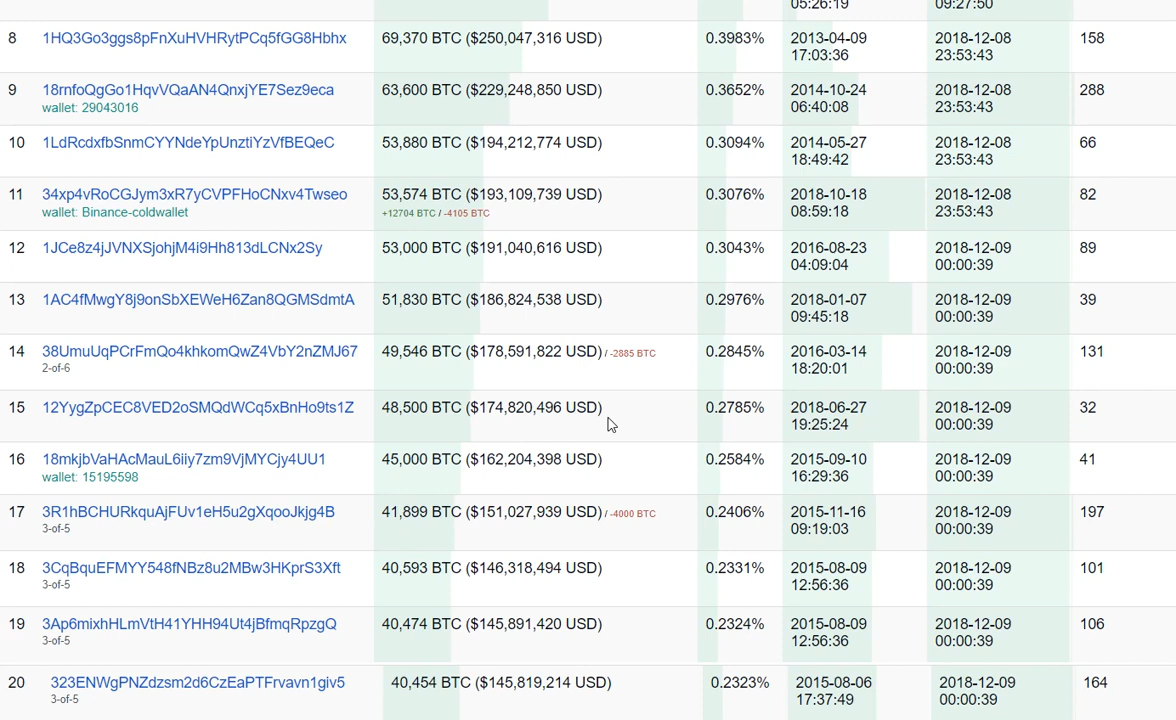 05:26:19 09:27:50
8 1HQ3Go3ggs8pFnXuHVHRytPCq5fGG8Hbhx 69,370 BTC ($250,047,316 USD) 0.3983% 2013-04-09 2018-12-08 158
17:03:36 23:53:43
9 18rnfoQgGo1HqvVQaAN4QnxjYE7Sez9eca 63,600 BTC ($229,248,850 USD) 0.3652% 2014-10-24 2018-12-08 288
wallet: 29043016 06:40:08 23:53:43
10 1LdRcdxfbSnmCYYNdeYpUnztiYzVfBEQeC 53,880 BTC ($194,212,774 USD) 0.3094% 2014-05-27 2018-12-08 66
18:49:42 23:53:43
11 34xp4vRoCGJym3xR7yCVPFHoCNxv4Twseo 53,574 BTC ($193,109,739 USD) 0.3076% 2018-10-18 2018-12-08 82
wallet: Binance-coldwallet +12704 BTC / -4105 BTC 08:59:18 23:53:43
12 1JCe8z4jJVNXSjohjM4i9Hh813dLCNx2Sy 53,000 BTC ($191,040,616 USD) 0.3043% 2016-08-23 2018-12-09 89
04:09:04 00:00:39
13 1AC4fMwgY8j9onSbXEWeH6Zan8QGMSdmtA 51,830 BTC ($186,824,538 USD) 0.2976% 2018-01-07 2018-12-09 39
09:45:18 00:00:39
14 38UmuUqPCrFmQo4khkomQwZ4VbY2nZMJ67 49,546 BTC ($178,591,822 USD) / -2885 BTC 0.2845% 2016-03-14 2018-12-09 131
2-of-6 18:20:01 00:00:39
15 12YygZpCEC8VED2oSMQdWCq5xBnHo9ts1Z 48,500 BTC ($174,820,496 USD) 0.2785% 2018-06-27 2018-12-09 32
19:25:24 00:00:39
16 18mkjbVaHAcMauL6iiy7zm9VjMYCjy4UU1 45,000 BTC ($162,204,398 USD) 0.2584% 2015-09-10 2018-12-09 41
wallet: 15195598 16:29:36 00:00:39
17 3R1hBCHURkquAjFUv1eH5u2gXqooJkjg4B 41,899 BTC ($151,027,939 USD) / -4000 BTC 0.2406% 2015-11-16 2018-12-09 197
3-of-5 09:19:03 00:00:39
18 3CqBquEFMYY548fNBz8u2MBw3HKprS3Xft 40,593 BTC ($146,318,494 USD) 0.2331% 2015-08-09 2018-12-09 101
3-of-5 12:56:36 00:00:39
19 3Ap6mixhHLmVtH41YHH94Ut4jBfmqRpzgQ 40,474 BTC ($145,891,420 USD) 0.2324% 2015-08-09 2018-12-09 106
3-of-5 12:56:36 00:00:39
20 323ENWgPNZdzsm2d6CzEaPTFrvavn1giv5 40,454 BTC ($145,819,214 USD) 0.2323% 2015-08-06 2018-12-09 164
3-of-5 17:37:49 00:00:39